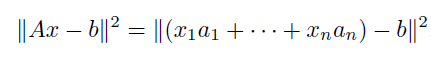 ‖Ax − b‖² = ‖(x₁a₁ + ⋯ + xₙaₙ) − b‖²